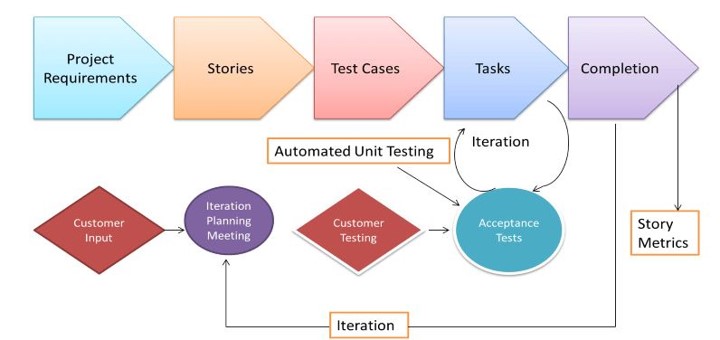 Project
Requirements
Stories
Test Cases
Tasks
Completion
Automated Unit Testing
Iteration
Customer
Input
Iteration
Planning
Meeting
Customer
Testing
Acceptance
Tests
Story
Metrics
Iteration